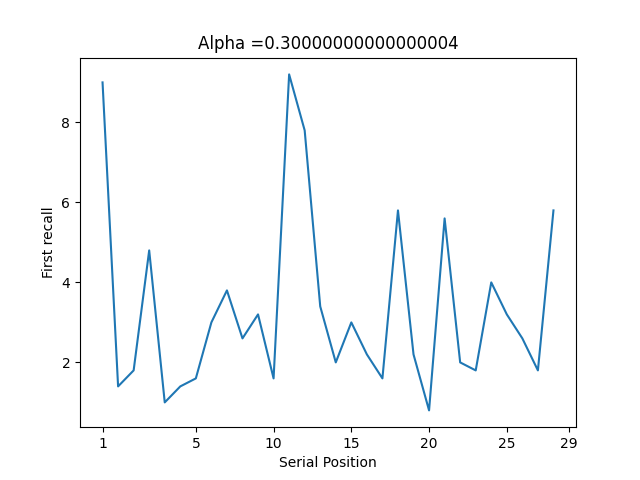 Alpha =0.30000000000000004
8
6
4
2
First recall
1 5 10 15 20 25 29
Serial Position